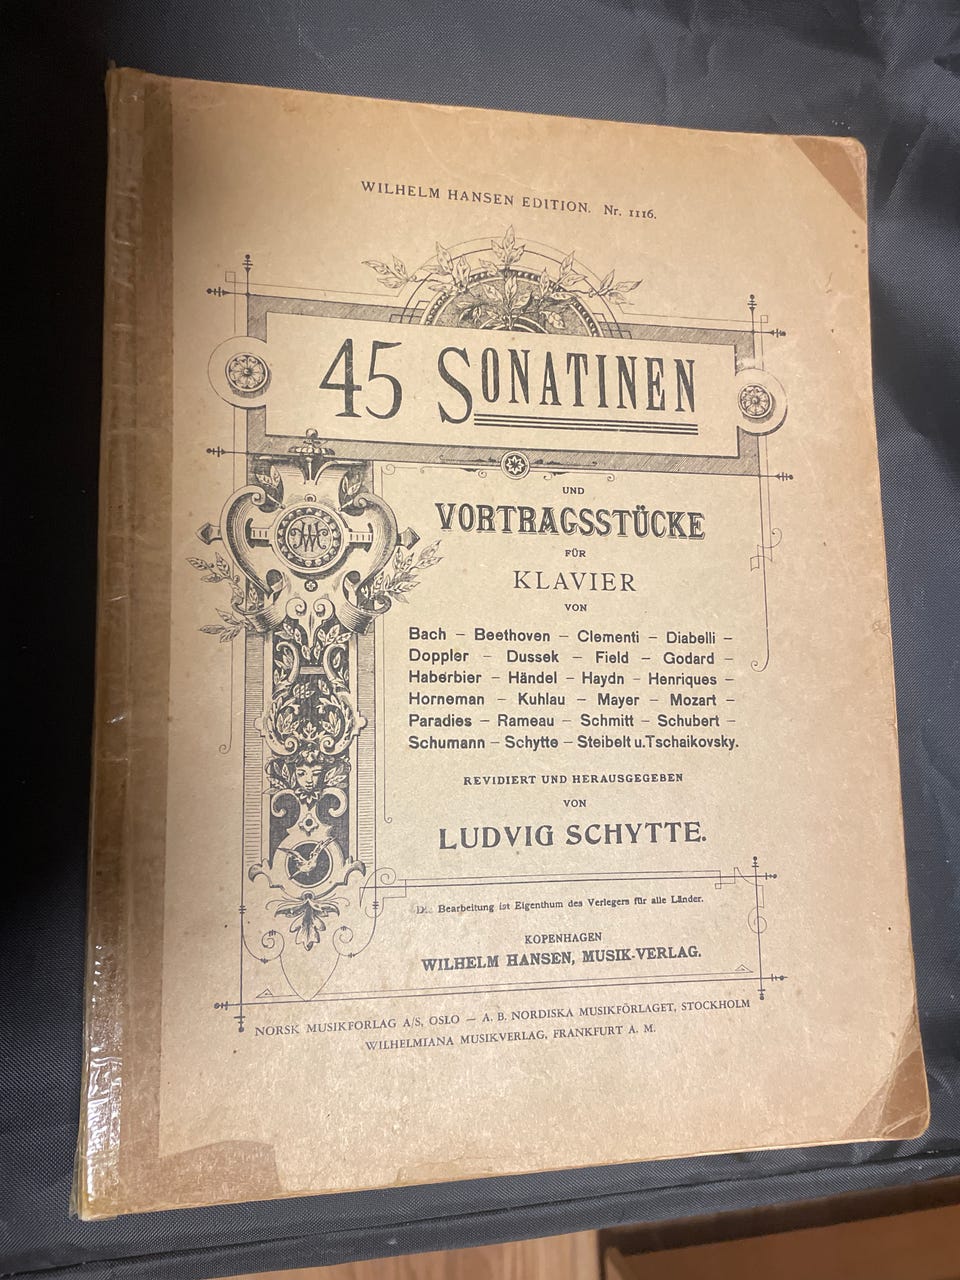 WILHELM HANSEN EDITION. Nr. 1116.
45 SONATINEN
UND
VORTRAGSSTÜCKE
FÜR
KLAVIER
VON
Bach – Beethoven – Clementi – Diabelli –
Doppler – Dussek – Field – Godard –
Haberbier – Händel – Haydn – Henriques –
Horneman – Kuhlau – Mayer – Mozart –
Paradies – Rameau – Schmitt – Schubert –
Schumann – Schytte – Steibelt u. Tschaikovsky.
REVIDIERT UND HERAUSGEGEBEN
VON
LUDVIG SCHYTTE.
Die Bearbeitung ist Eigenthum des Verlegers für alle Länder.
KOPENHAGEN
WILHELM HANSEN, MUSIK-VERLAG.
NORSK MUSIKFORLAG A/S, OSLO — A. B. NORDISKA MUSIKFÖRLAGET, STOCKHOLM
WILHELMIANA MUSIKVERLAG, FRANKFURT A. M.